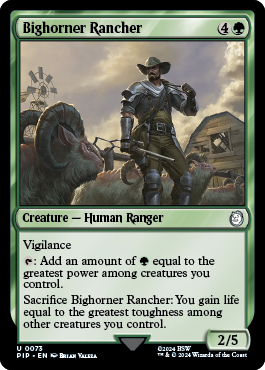 Bighorner Rancher 4
Creature — Human Ranger
Vigilance
: Add an amount of equal to the
greatest power among creatures you
control.
Sacrifice Bighorner Rancher: You gain life
equal to the greatest toughness among
other creatures you control.
2/5
U 0073
PIP • EN Brian Valeza
©2024 BSW
™ & © 2024 Wizards of the Coast